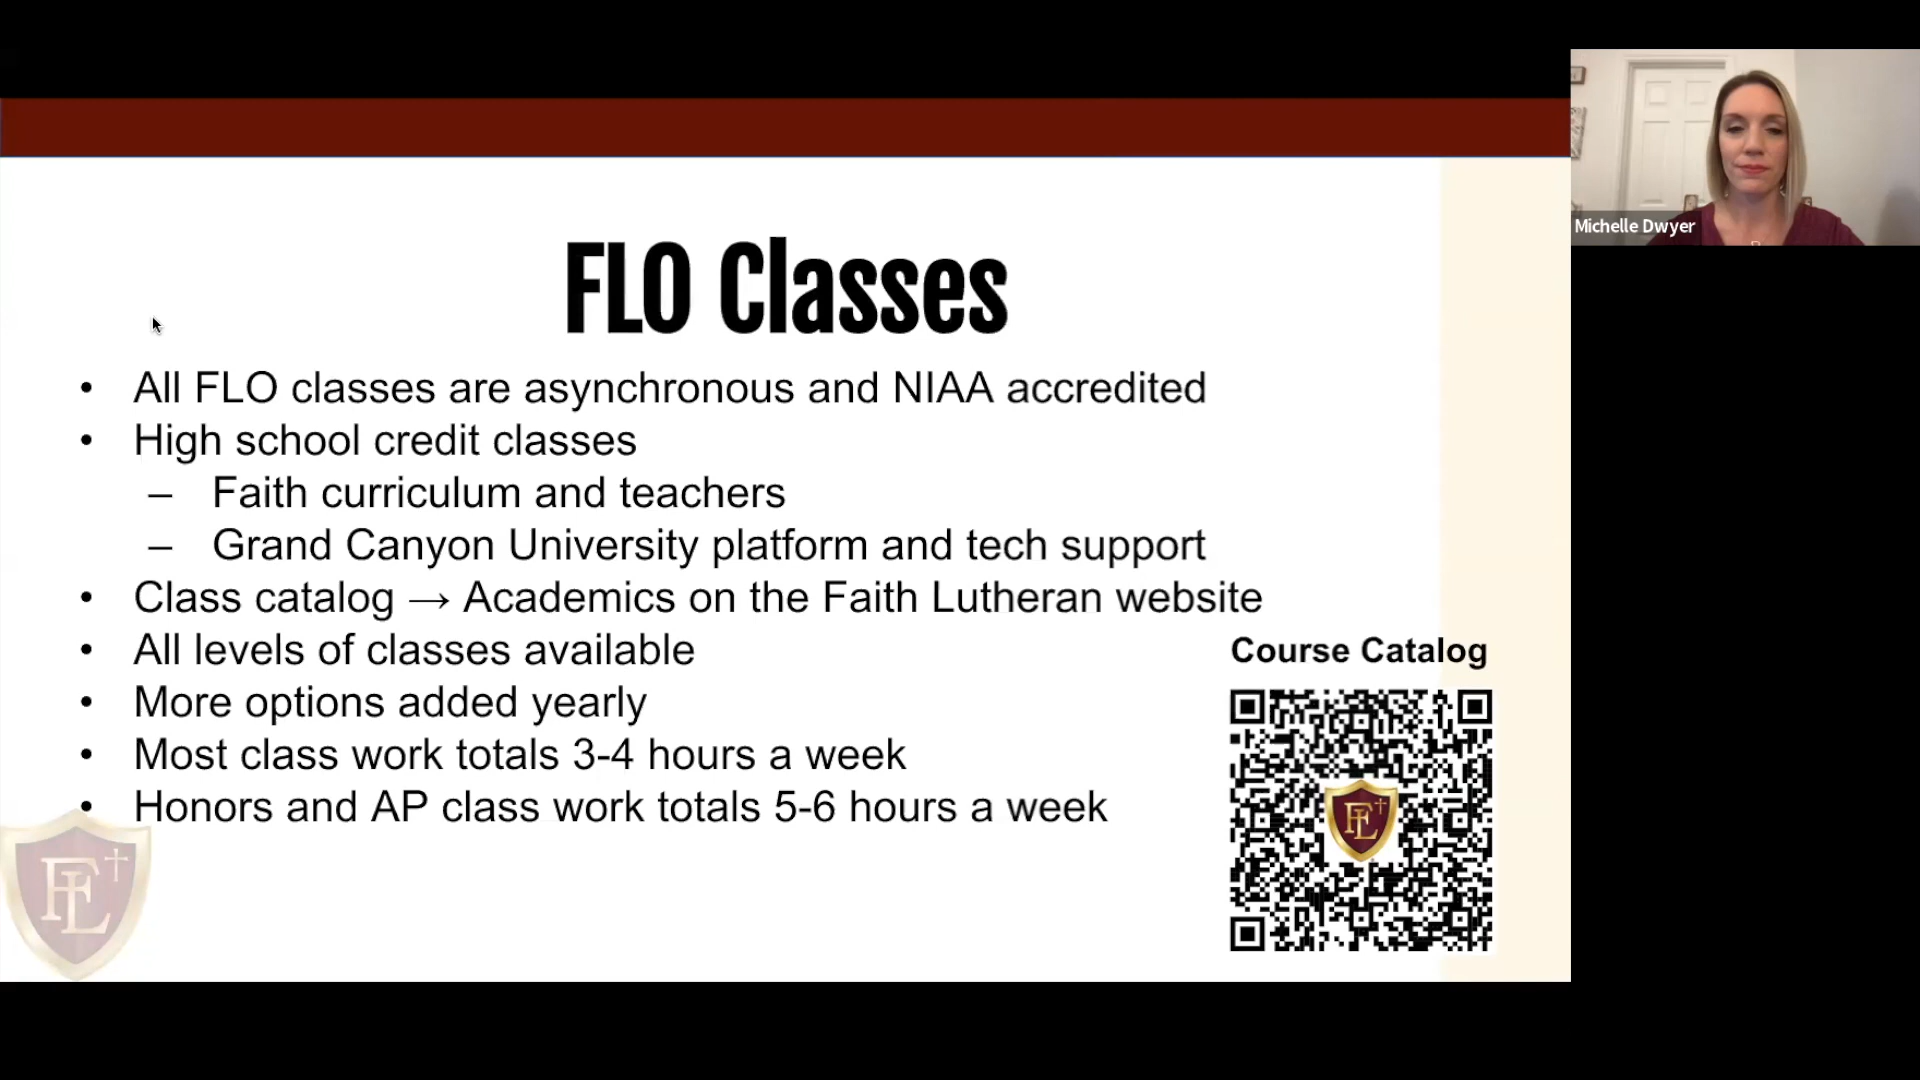 FLO Classes
• All FLO classes are asynchronous and NIAA accredited
• High school credit classes
– Faith curriculum and teachers
– Grand Canyon University platform and tech support
• Class catalog → Academics on the Faith Lutheran website
• All levels of classes available
• More options added yearly
• Most class work totals 3-4 hours a week
• Honors and AP class work totals 5-6 hours a week
Course Catalog
FL
FL
Michelle Dwyer